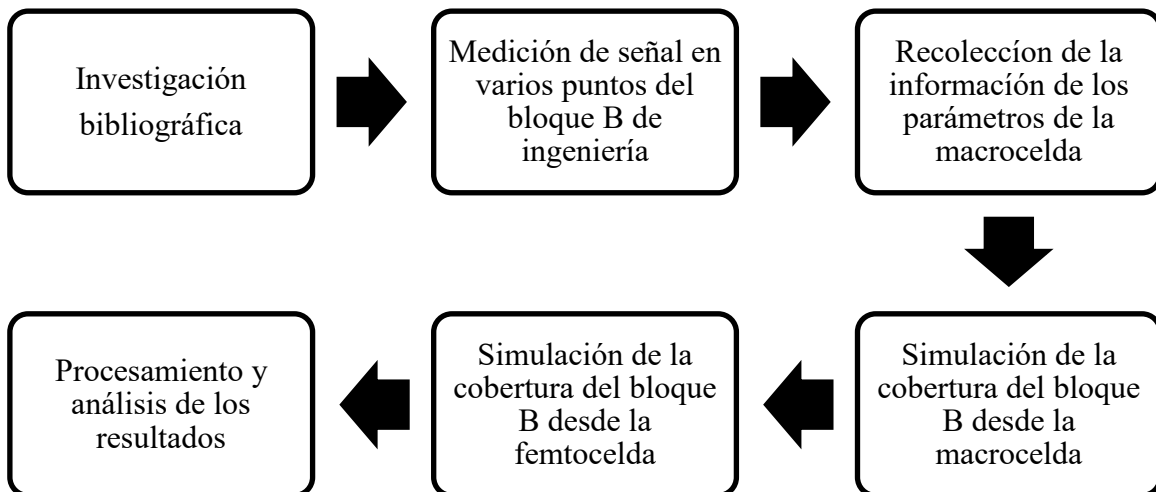 Investigación
bibliográfica
Medición de señal en
varios puntos del
bloque B de
ingeniería
Recoleccíon de la
informacíón de los
parámetros de la
macrocelda
Simulación de la
cobertura del bloque
B desde la
macrocelda
Simulación de la
cobertura del bloque
B desde la
femtocelda
Procesamiento y
análisis de los
resultados